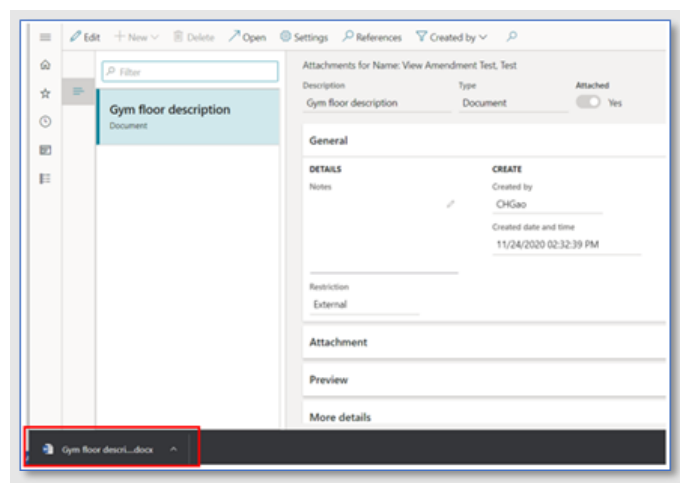 Edit New Delete Open Settings References Created by
Filter
Gym floor description
Document
Attachments for Name: View Amendment Test, Test
Description Type Attached
Gym floor description Document Yes
General
DETAILS CREATE
Notes Created by
CHGao
Created date and time
11/24/2020 02:32:39 PM
Restriction
External
Attachment
Preview
More details
Gym floor descri...docx